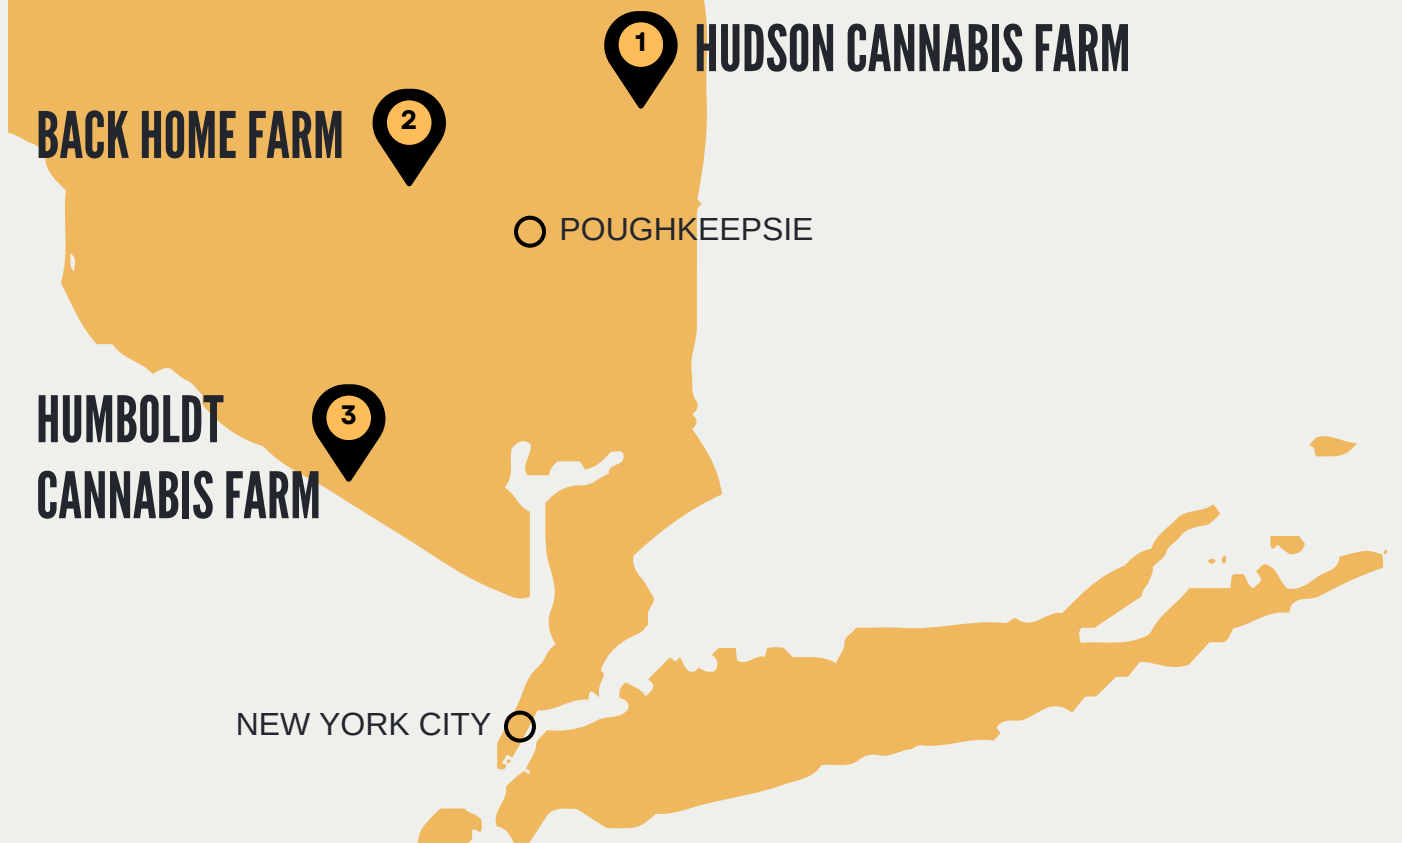 1
HUDSON CANNABIS FARM
BACK HOME FARM
2
POUGHKEEPSIE
HUMBOLDT
CANNABIS FARM
3
NEW YORK CITY